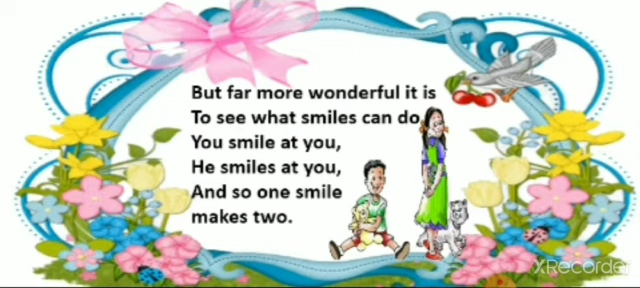 But far more wonderful it is
To see what smiles can do,
You smile at you,
He smiles at you,
And so one smile
makes two.
XRecorder